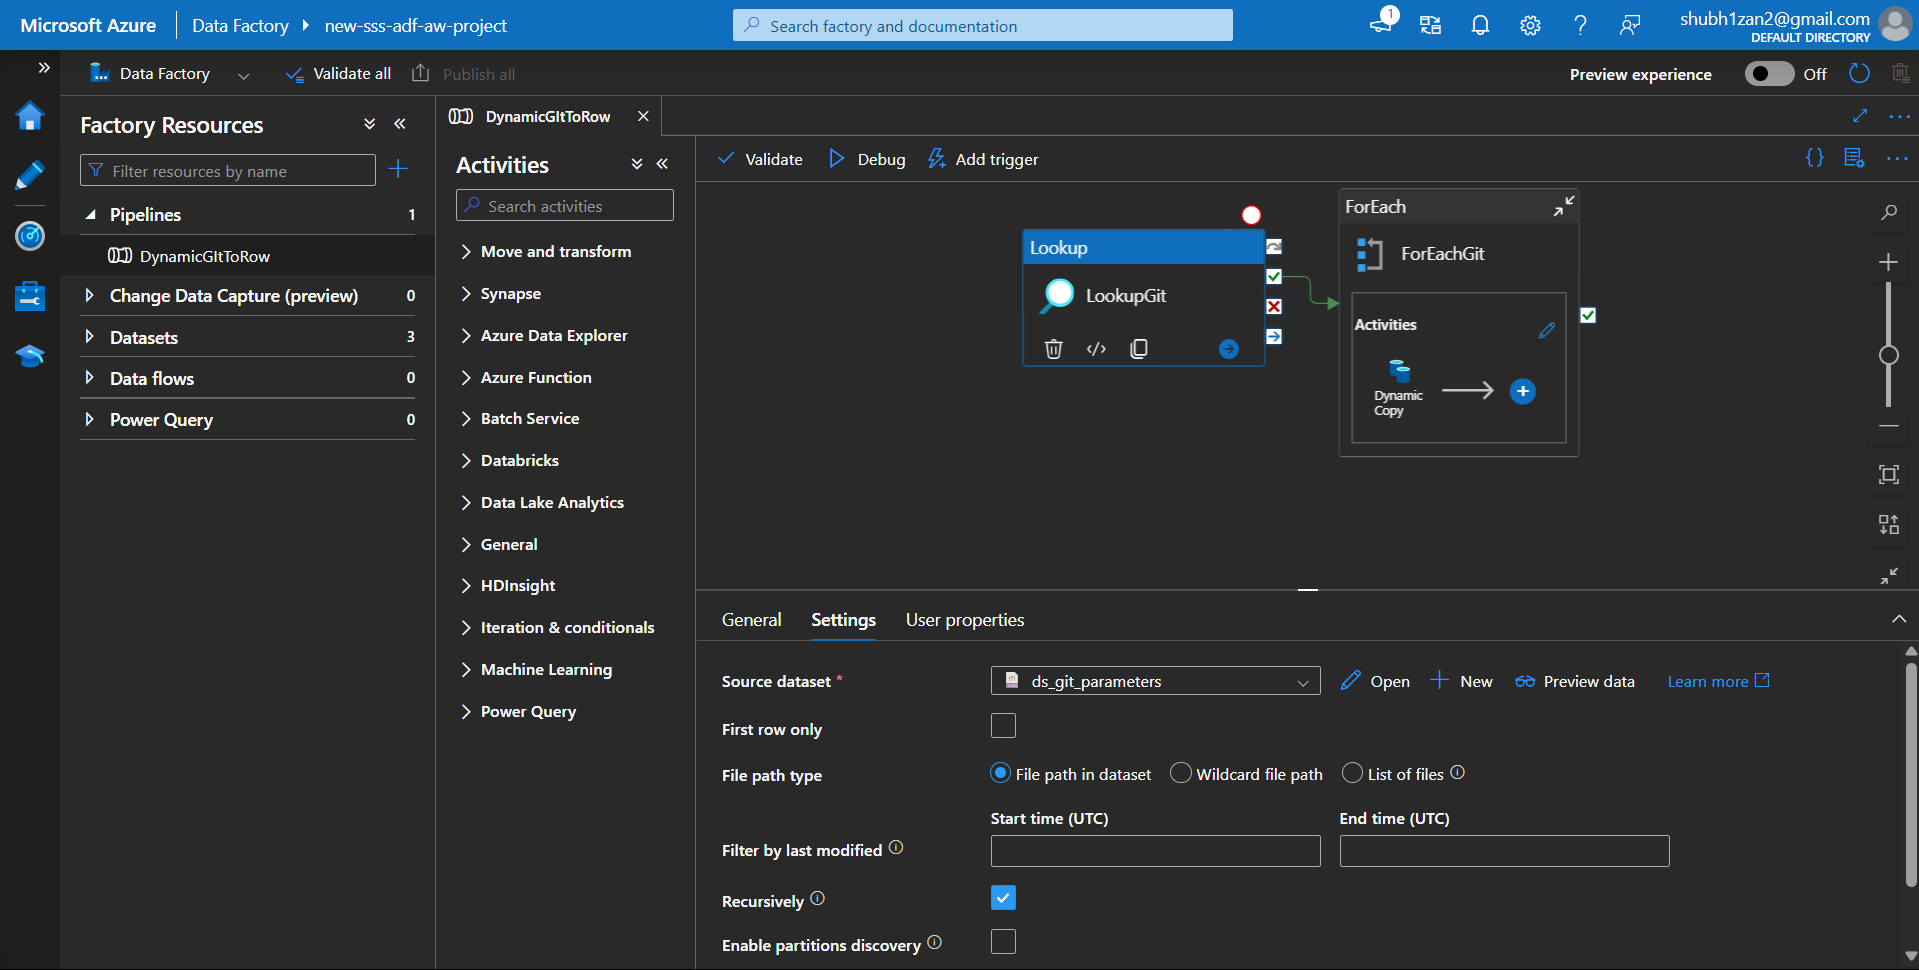 Microsoft Azure
Data Factory
new-sss-adf-aw-project
Search factory and documentation
1
shubh1zan2@gmail.com
DEFAULT DIRECTORY
Data Factory
Validate all
Publish all
Preview experience
Off
Factory Resources
Filter resources by name
Pipelines 1
DynamicGItToRow
Change Data Capture (preview) 0
Datasets 3
Data flows 0
Power Query 0
DynamicGItToRow
Activities
Search activities
Move and transform
Synapse
Azure Data Explorer
Azure Function
Batch Service
Databricks
Data Lake Analytics
General
HDInsight
Iteration & conditionals
Machine Learning
Power Query
Validate
Debug
Add trigger
Lookup
LookupGit
ForEach
ForEachGit
Activities
Dynamic
Copy
General
Settings
User properties
Source dataset *
ds_git_parameters
Open
New
Preview data
Learn more
First row only
File path type
File path in dataset
Wildcard file path
List of files
Start time (UTC)
End time (UTC)
Filter by last modified
Recursively
Enable partitions discovery